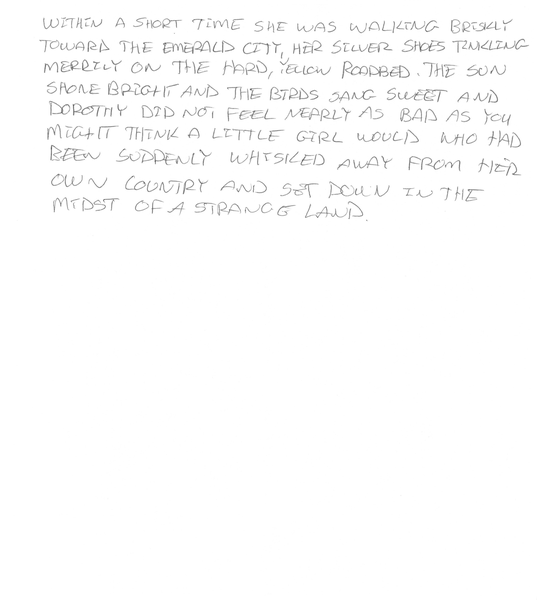 WITHIN A SHORT TIME SHE WAS WALKING BRISKLY
TOWARD THE EMERALD CITY, HER SILVER SHOES TINKLING
MERRILY ON THE HARD, YELLOW ROADBED. THE SUN
SHONE BRIGHT AND THE BIRDS SANG SWEET AND
DOROTHY DID NOT FEEL NEARLY AS BAD AS YOU
MIGHT THINK A LITTLE GIRL WOULD WHO HAD
BEEN SUDDENLY WHISKED AWAY FROM HER
OWN COUNTRY AND SET DOWN IN THE
MIDST OF A STRANGE LAND.